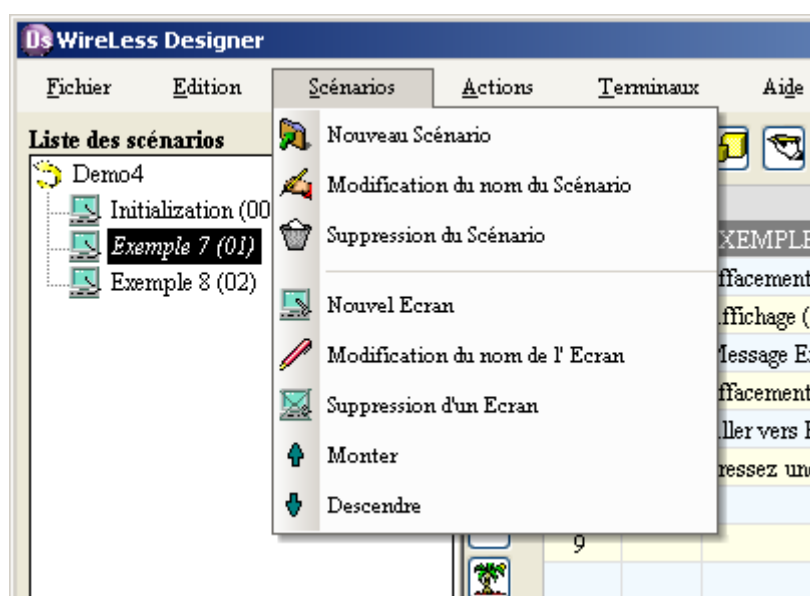 Ds WireLess Designer
Fichier Edition Scénarios Actions Terminaux Aide
Liste des scénarios
Demo4
Initialization (00
Exemple 7 (01)
Exemple 8 (02)
Nouveau Scénario
Modification du nom du Scénario
Suppression du Scénario
Nouvel Ecran
Modification du nom de l' Ecran
Suppression d'un Ecran
Monter
Descendre
XEMPLE
ffacement
ffichage (
essage E
ffacement
ller vers
ressez un
9